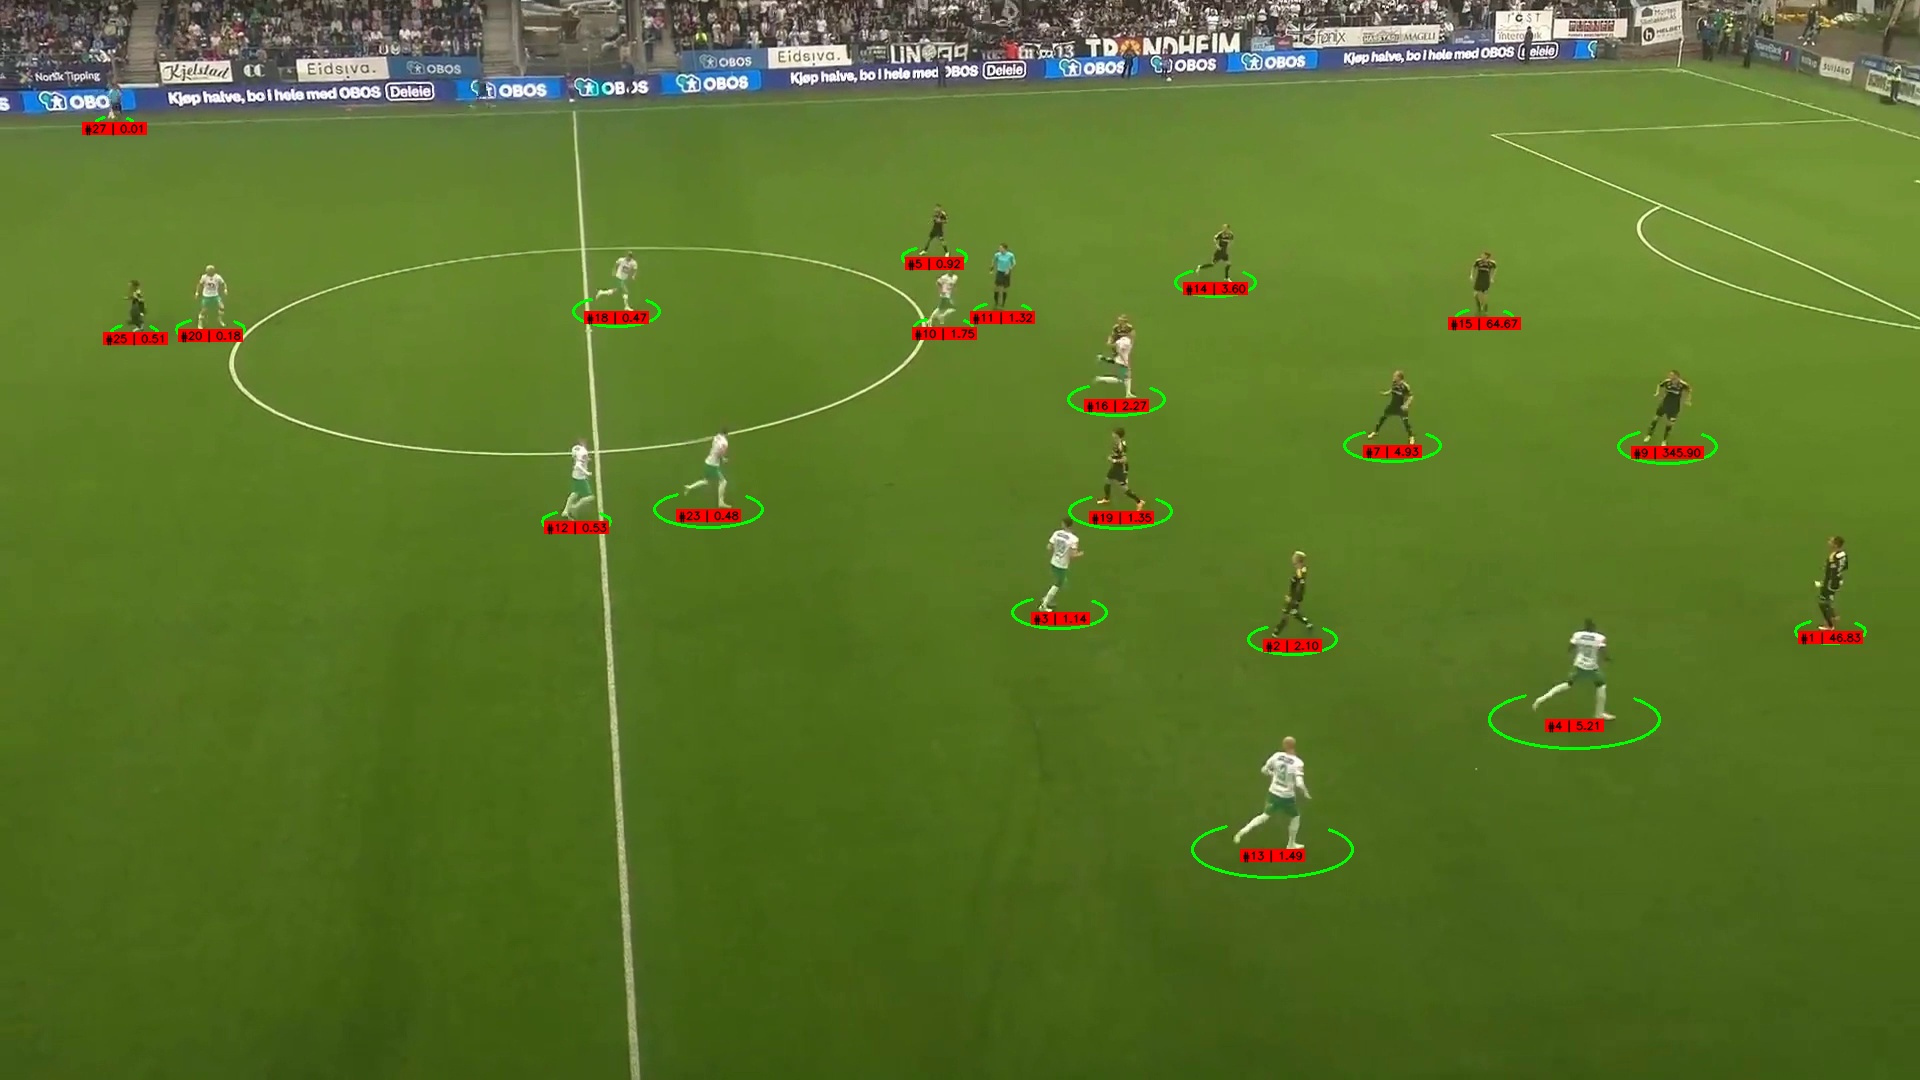 TRONDHEIM
Norsk Tipping
Kjelstad
CC
Eidsiva.
OBOS
OBOS
Eidsiva.
fenix
MAGELI
OBOS
Kjøp halve, bo i hele med OBOS Deleie
OBOS
OBOS
OBOS
Kjøp halve, bo i hele med OBOS Deleie
OBOS
OBOS
OBOS
Kjøp halve, bo i hele med OBOS Deleie
#27 | 0.01
#5 | 0.92
#14 | 3.60
#18 | 0.47
#11 | 1.32
#15 | 64.67
#25 | 0.51
#20 | 0.18
#10 | 1.75
#16 | 2.27
#7 | 4.93
#9 | 345.90
#12 | 0.53
#23 | 0.48
#19 | 1.35
#3 | 1.14
#2 | 2.10
#1 | 46.83
#4 | 5.21
#13 | 1.49